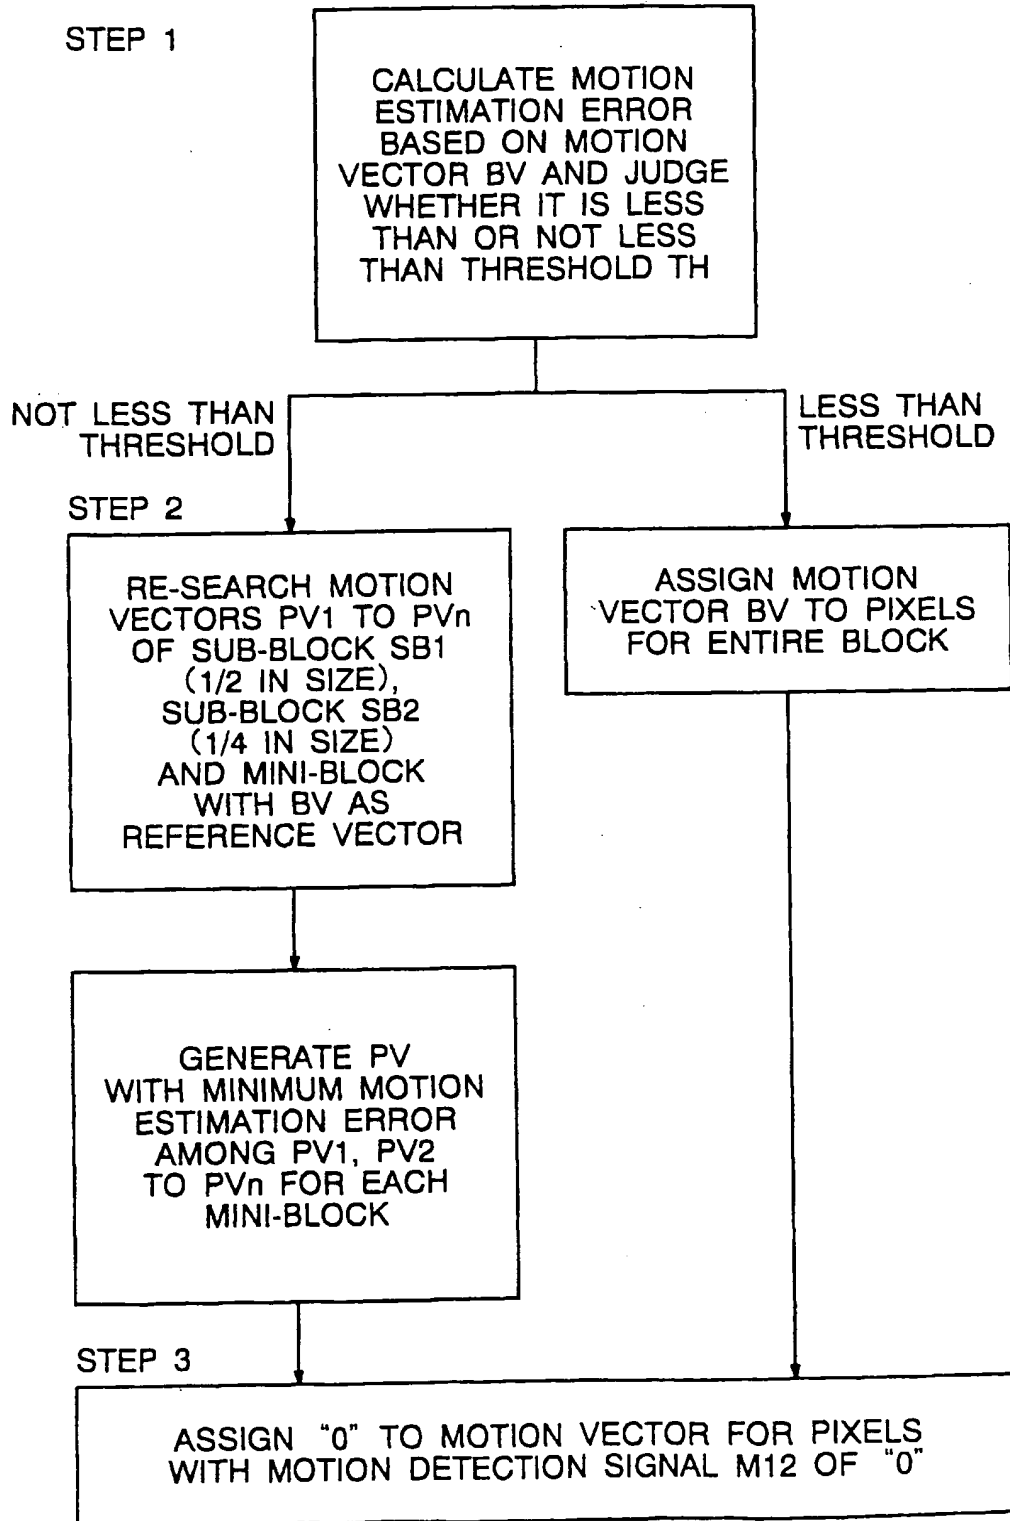 STEP 1
CALCULATE MOTION
ESTIMATION ERROR
BASED ON MOTION
VECTOR BV AND JUDGE
WHETHER IT IS LESS
THAN OR NOT LESS
THAN THRESHOLD TH
NOT LESS THAN
THRESHOLD
LESS THAN
THRESHOLD
STEP 2
RE-SEARCH MOTION
VECTORS PV1 TO PVn
OF SUB-BLOCK SB1
(1/2 IN SIZE),
SUB-BLOCK SB2
(1/4 IN SIZE)
AND MINI-BLOCK
WITH BV AS
REFERENCE VECTOR
ASSIGN MOTION
VECTOR BV TO PIXELS
FOR ENTIRE BLOCK
GENERATE PV
WITH MINIMUM MOTION
ESTIMATION ERROR
AMONG PV1, PV2
TO PVn FOR EACH
MINI-BLOCK
STEP 3
ASSIGN "0" TO MOTION VECTOR FOR PIXELS
WITH MOTION DETECTION SIGNAL M12 OF "0"